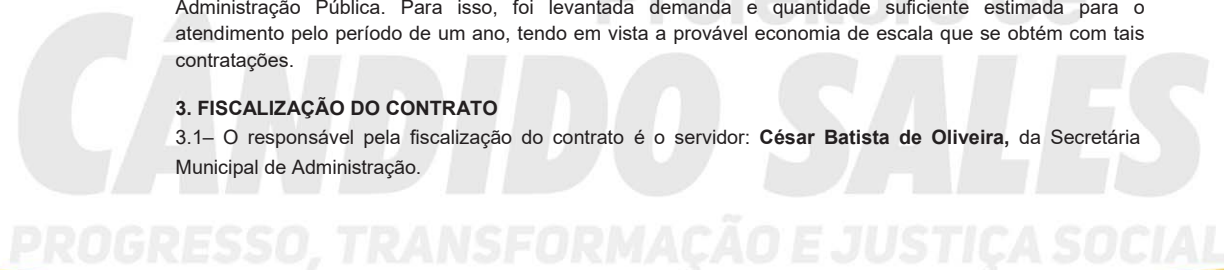 Administração Pública. Para isso, foi levantada demanda e quantidade suficiente estimada para o
atendimento pelo período de um ano, tendo em vista a provável economia de escala que se obtém com tais
contratações.
3. FISCALIZAÇÃO DO CONTRATO
3.1– O responsável pela fiscalização do contrato é o servidor: César Batista de Oliveira, da Secretária
Municipal de Administração.
CÂNDIDO SALES
PROGRESSO, TRANSFORMAÇÃO E JUSTIÇA SOCIAL